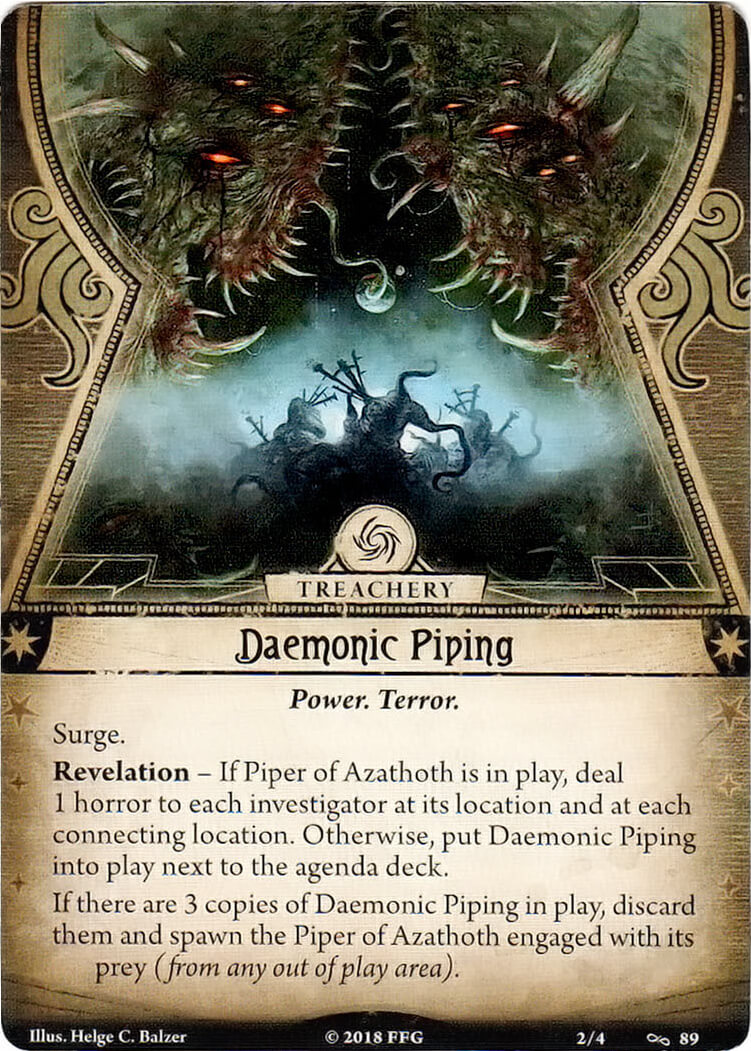 TREACHERY
Daemonic Piping
Power. Terror.
Surge.
Revelation – If Piper of Azathoth is in play, deal
1 horror to each investigator at its location and at each
connecting location. Otherwise, put Daemonic Piping
into play next to the agenda deck.
If there are 3 copies of Daemonic Piping in play, discard
them and spawn the Piper of Azathoth engaged with its
prey (from any out of play area).
Illus. Helge C. Balzer © 2018 FFG 2/4 89